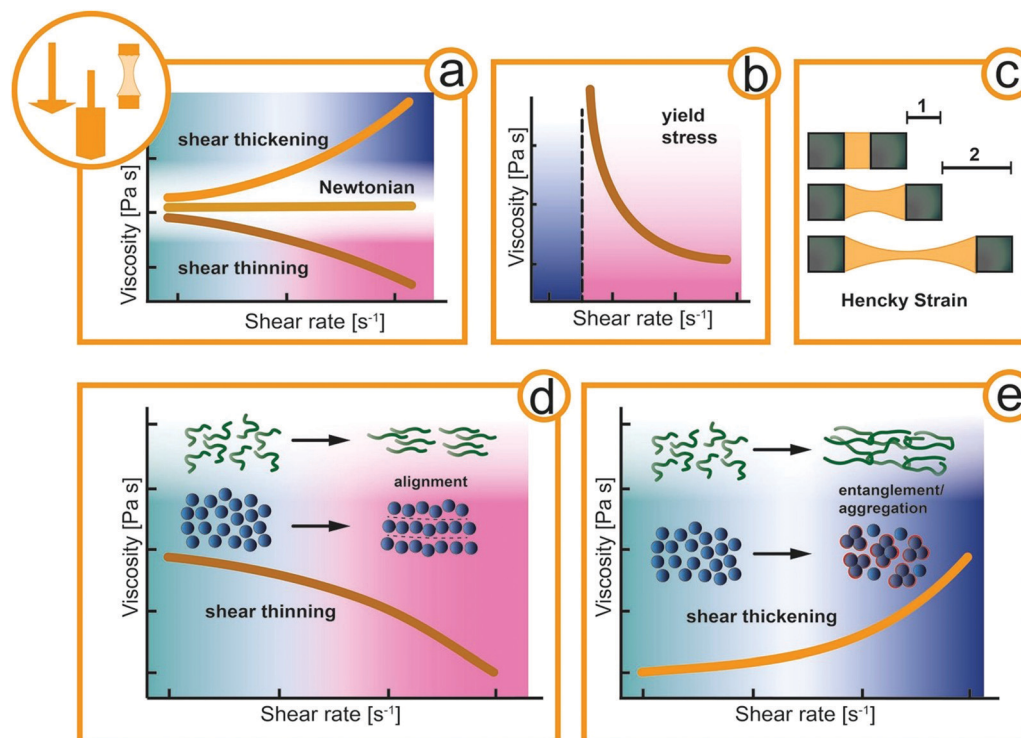 a
shear thickening
Newtonian
shear thinning
Viscosity [Pa s]
Shear rate [s⁻¹]
b
yield
stress
Viscosity [Pa s]
Shear rate [s⁻¹]
c
1
2
Hencky Strain
d
alignment
shear thinning
Viscosity [Pa s]
Shear rate [s⁻¹]
e
entanglement/
aggregation
shear thickening
Viscosity [Pa s]
Shear rate [s⁻¹]